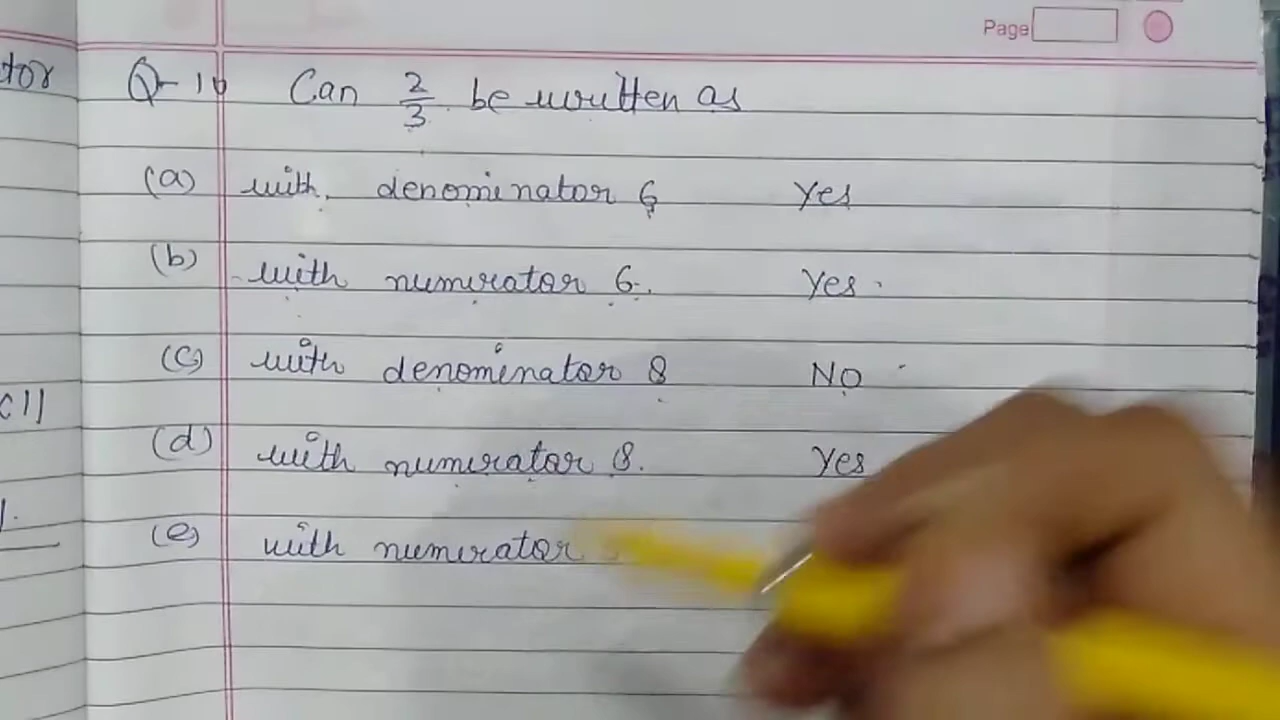 Page
tor
Q-10 Can 2/3 be written as
(a) with denominator 6 Yes
(b) with numerator 6. Yes.
(c) with denominator 8 No
(d) with numerator 8. Yes
(e) with numerator